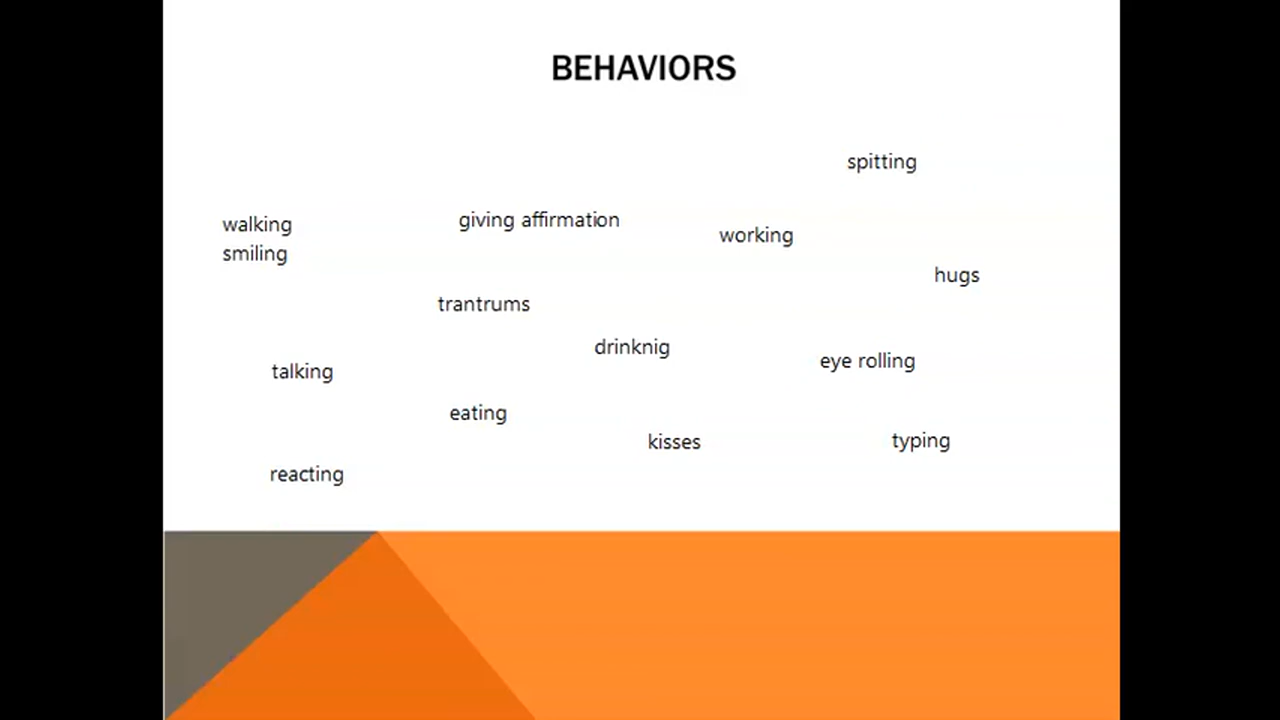 BEHAVIORS
spitting
walking
giving affirmation
working
smiling
hugs
trantrums
drinknig
eye rolling
talking
eating
kisses
typing
reacting